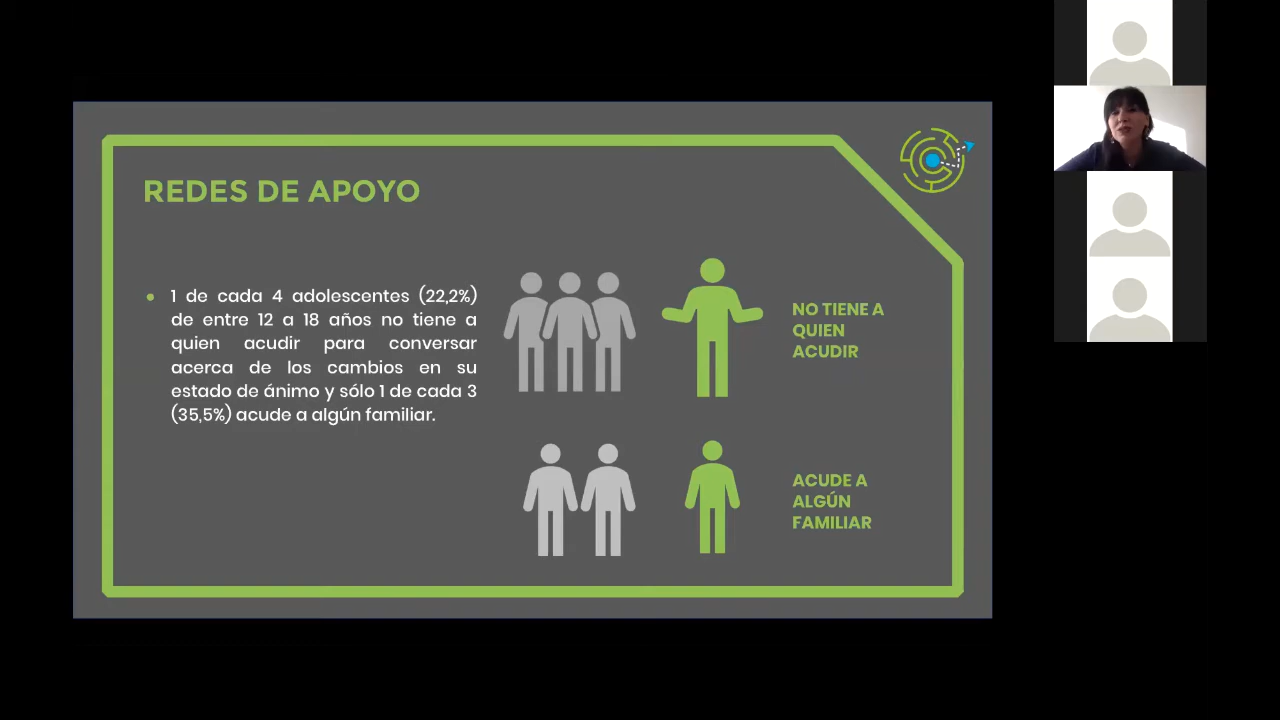 REDES DE APOYO
• 1 de cada 4 adolescentes (22,2%)
de entre 12 a 18 años no tiene a
quien acudir para conversar
acerca de los cambios en su
estado de ánimo y sólo 1 de cada 3
(35,5%) acude a algún familiar.
NO TIENE A
QUIEN
ACUDIR
ACUDE A
ALGÚN
FAMILIAR